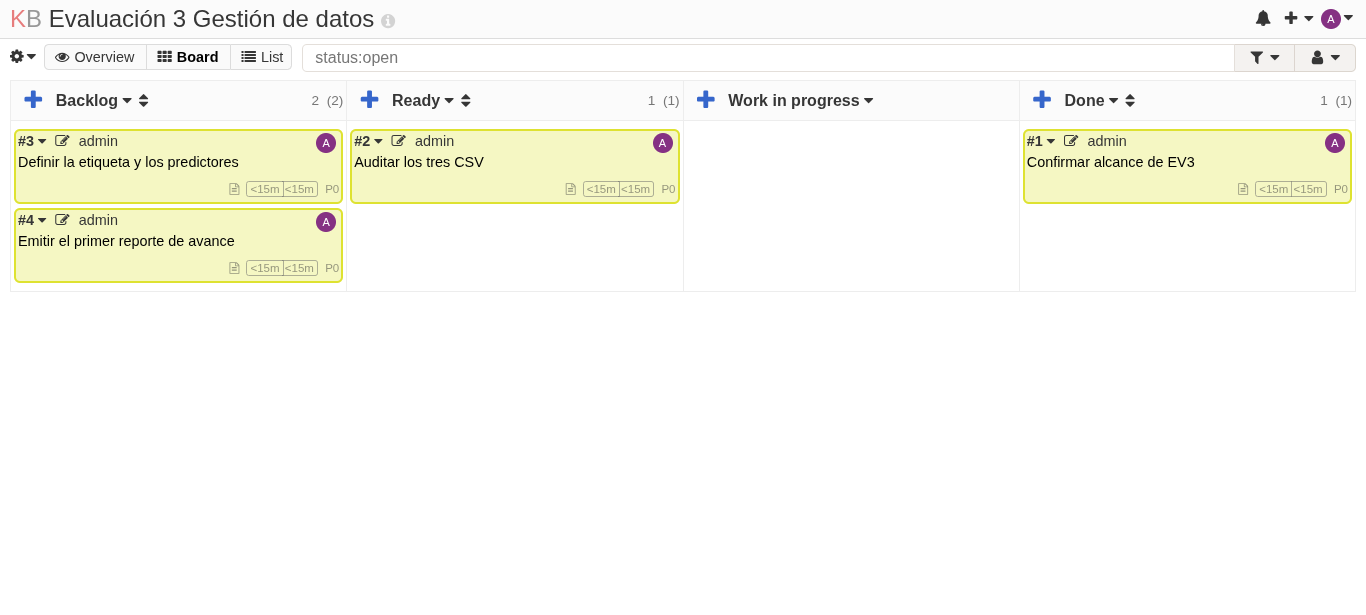 KB Evaluación 3 Gestión de datos
A
Overview Board List status:open
Backlog 2 (2)
Ready 1 (1)
Work in progress
Done 1 (1)
#3 admin A
Definir la etiqueta y los predictores
<15m <15m P0
#4 admin A
Emitir el primer reporte de avance
<15m <15m P0
#2 admin A
Auditar los tres CSV
<15m <15m P0
#1 admin A
Confirmar alcance de EV3
<15m <15m P0